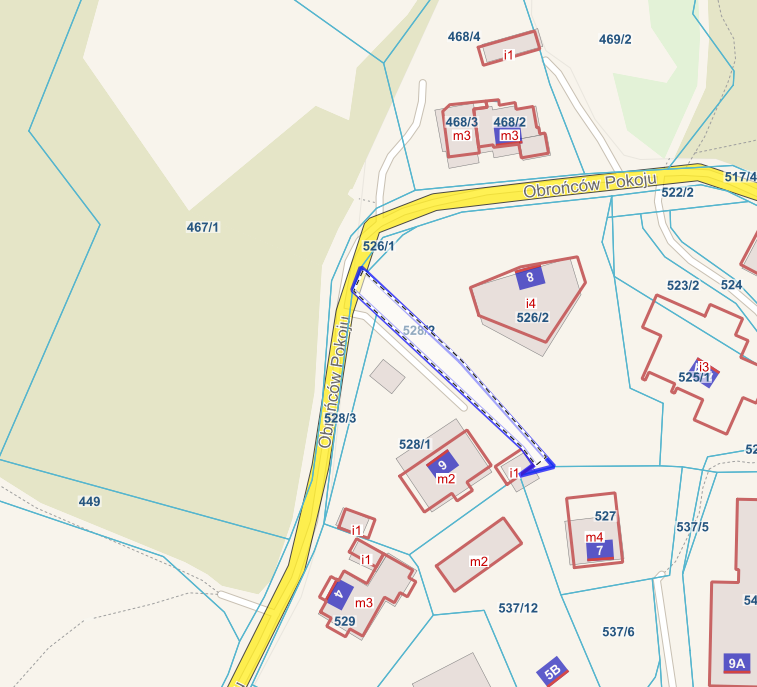 468/4
469/2
i1
468/3
468/2
m3
m3
517/4
Obrońców Pokoju
522/2
467/1
526/1
8
i4
526/2
523/2
524
528/2
i3
525/1
Obrońców Pokoju
528/3
528/1
9
m2
i1
449
527
m4
7
537/5
i1
i1
m2
4
m3
529
537/12
537/6
5B
9A